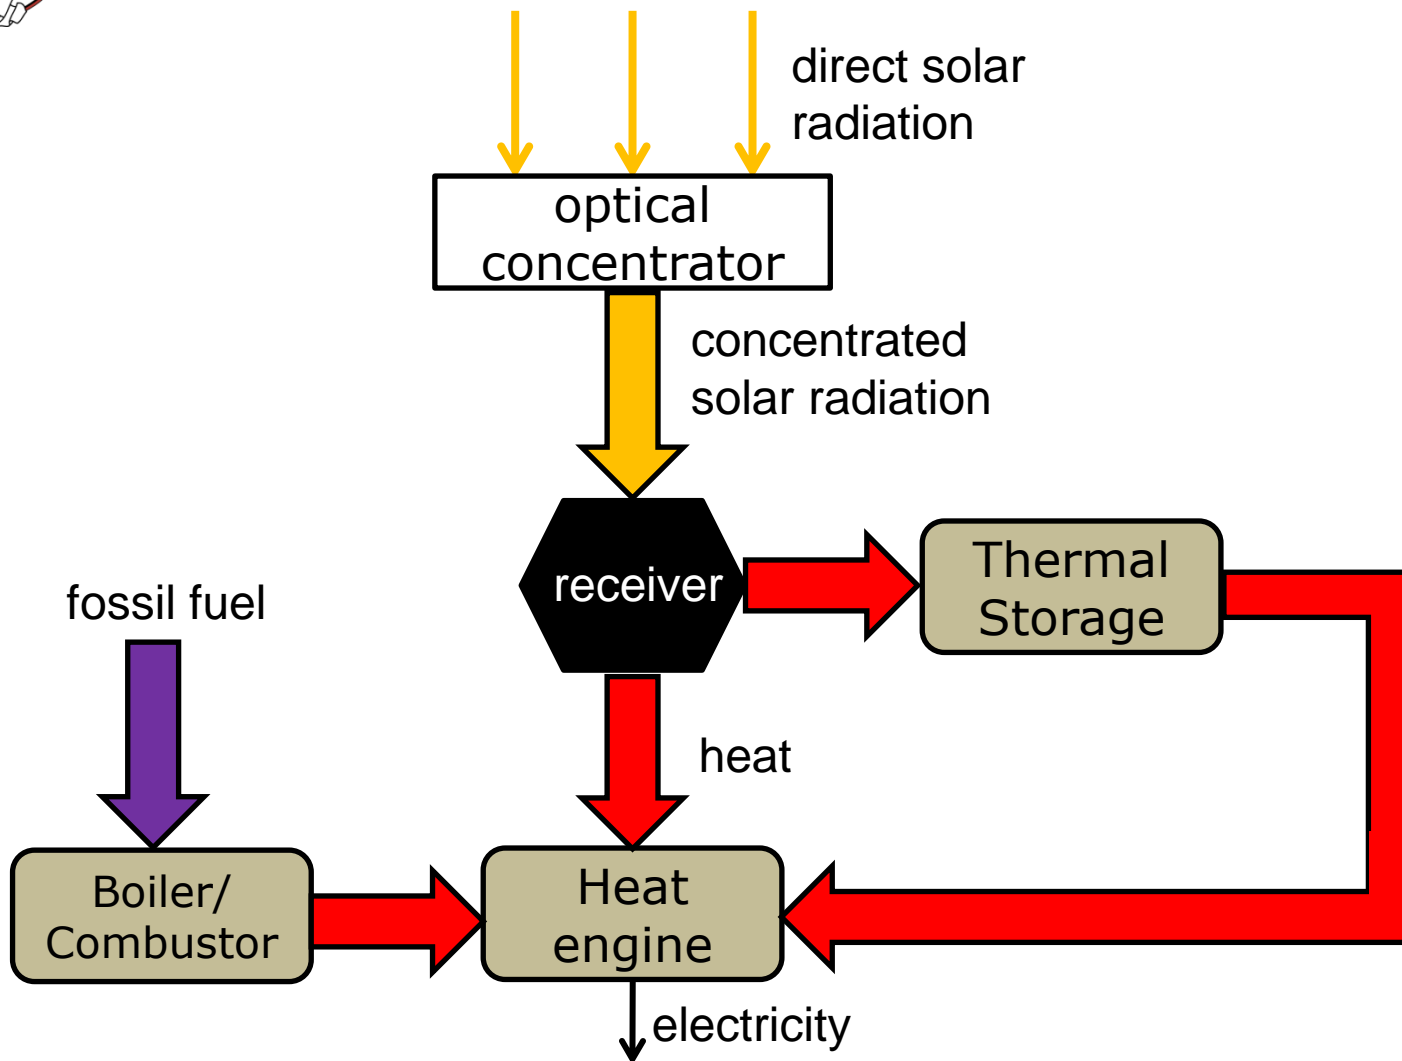 direct solar
radiation
optical
concentrator
concentrated
solar radiation
receiver
Thermal
Storage
fossil fuel
heat
Boiler/
Combustor
Heat
engine
electricity